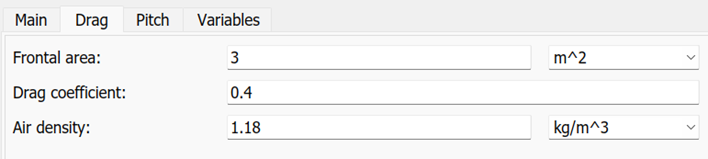 Main Drag Pitch Variables
Frontal area: 3 m^2
Drag coefficient: 0.4
Air density: 1.18 kg/m^3